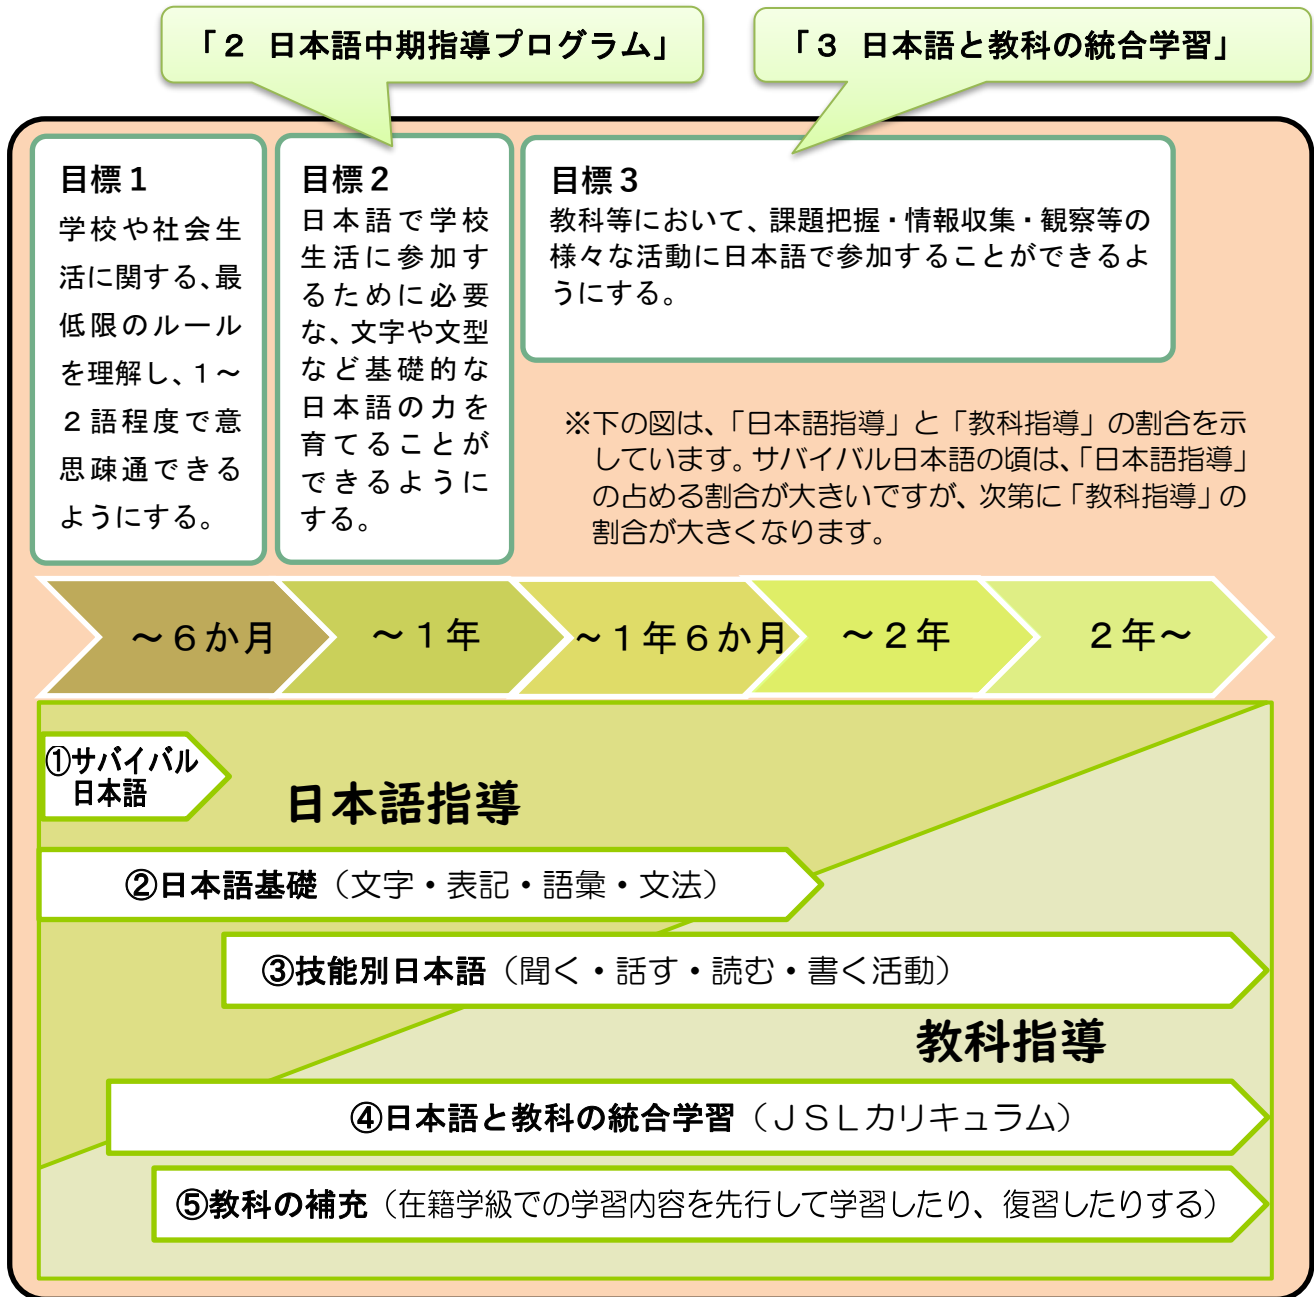 「２ 日本語中期指導プログラム」
「３ 日本語と教科の統合学習」
目標１
学校や社会生
活に関する、最
低限のルール
を理解し、１～
２語程度で意
思疎通できる
ようにする。
目標２
日本語で学校
生活に参加す
るために必要
な、文字や文型
など基礎的な
日本語の力を
育てることが
できるように
する。
目標３
教科等において、課題把握・情報収集・観察等の
様々な活動に日本語で参加することができるよ
うにする。
※下の図は、「日本語指導」と「教科指導」の割合を示
しています。サバイバル日本語の頃は、「日本語指導」
の占める割合が大きいですが、次第に「教科指導」の
割合が大きくなります。
～６か月
～１年
～１年６か月
～２年
２年～
①サバイバル
日本語
日本語指導
②日本語基礎（文字・表記・語彙・文法）
③技能別日本語（聞く・話す・読む・書く活動）
教科指導
④日本語と教科の統合学習（ＪＳＬカリキュラム）
⑤教科の補充（在籍学級での学習内容を先行して学習したり、復習したりする）